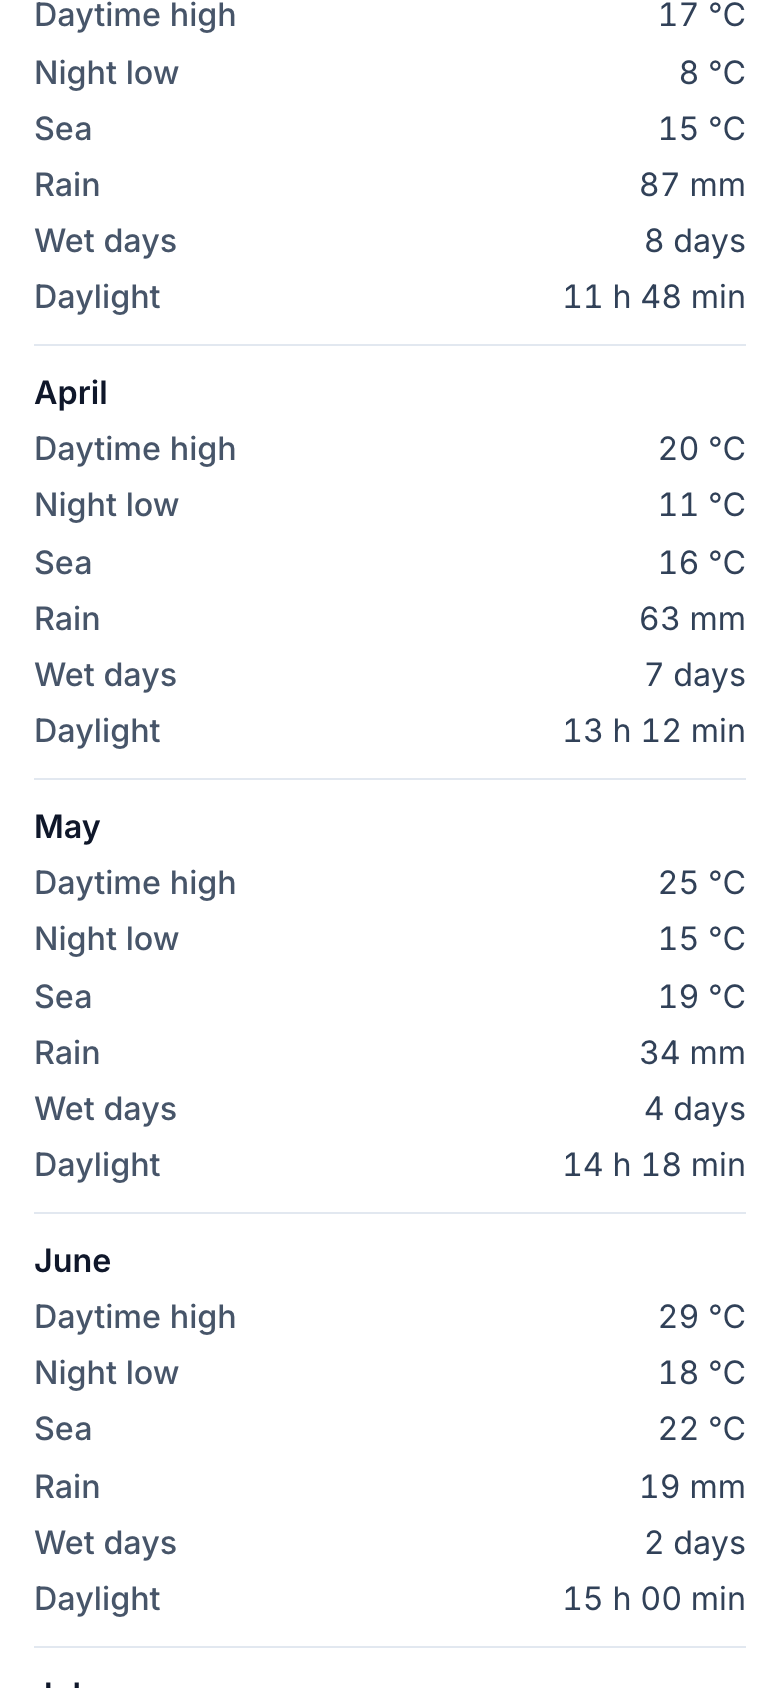 Daytime high 17 °C
Night low 8 °C
Sea 15 °C
Rain 87 mm
Wet days 8 days
Daylight 11 h 48 min
April
Daytime high 20 °C
Night low 11 °C
Sea 16 °C
Rain 63 mm
Wet days 7 days
Daylight 13 h 12 min
May
Daytime high 25 °C
Night low 15 °C
Sea 19 °C
Rain 34 mm
Wet days 4 days
Daylight 14 h 18 min
June
Daytime high 29 °C
Night low 18 °C
Sea 22 °C
Rain 19 mm
Wet days 2 days
Daylight 15 h 00 min